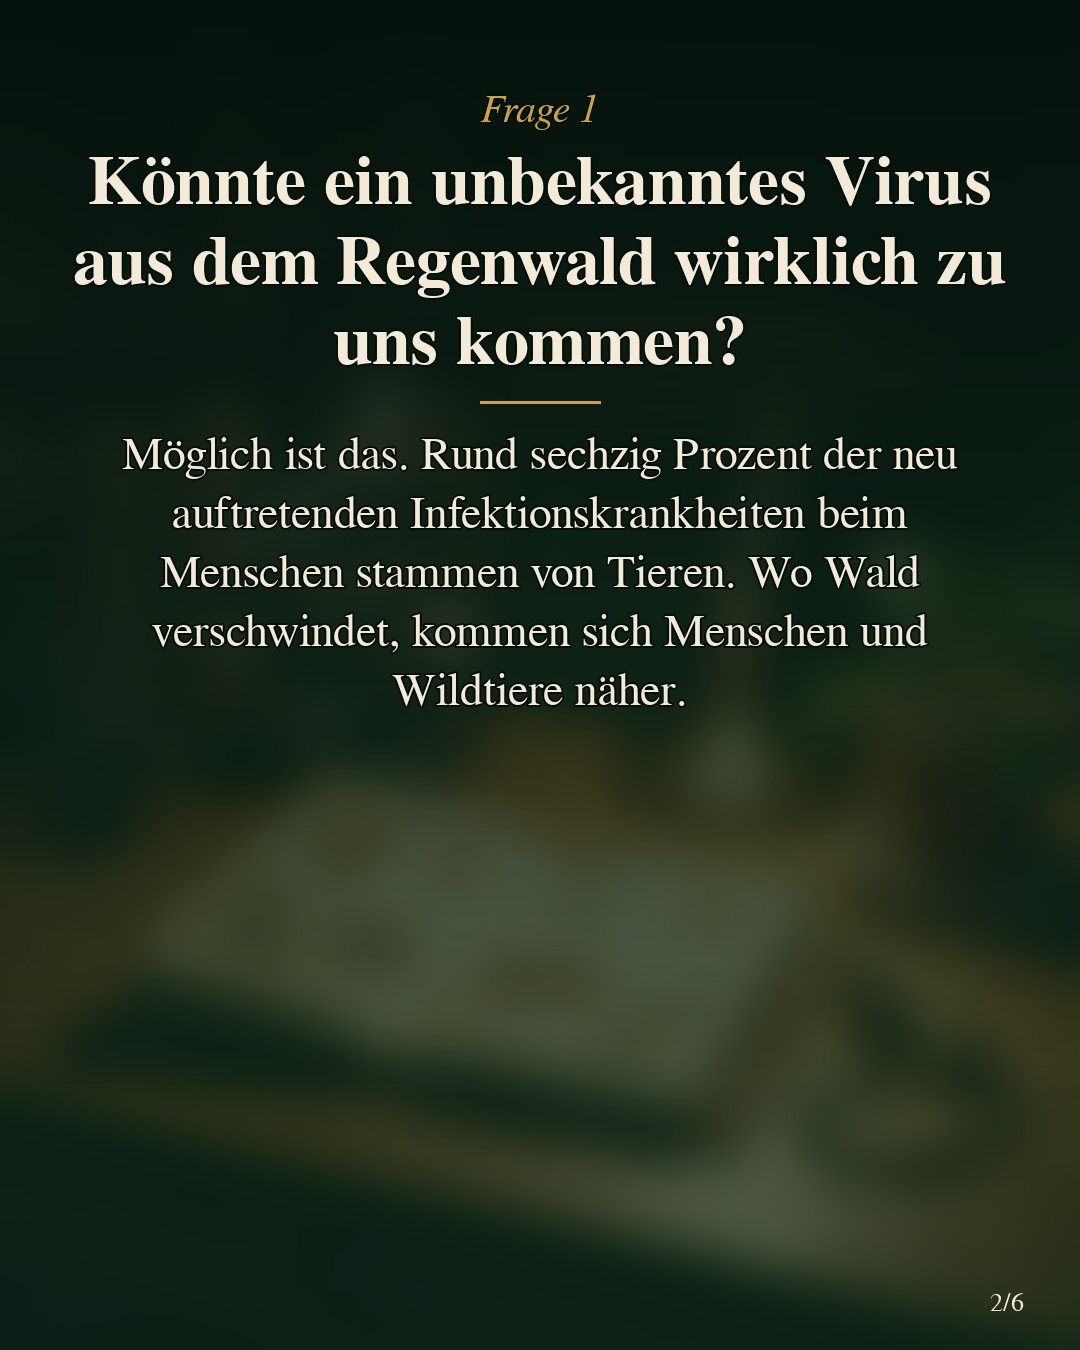 Frage 1
Könnte ein unbekanntes Virus
aus dem Regenwald wirklich zu
uns kommen?
Möglich ist das. Rund sechzig Prozent der neu
auftretenden Infektionskrankheiten beim
Menschen stammen von Tieren. Wo Wald
verschwindet, kommen sich Menschen und
Wildtiere näher.
2/6